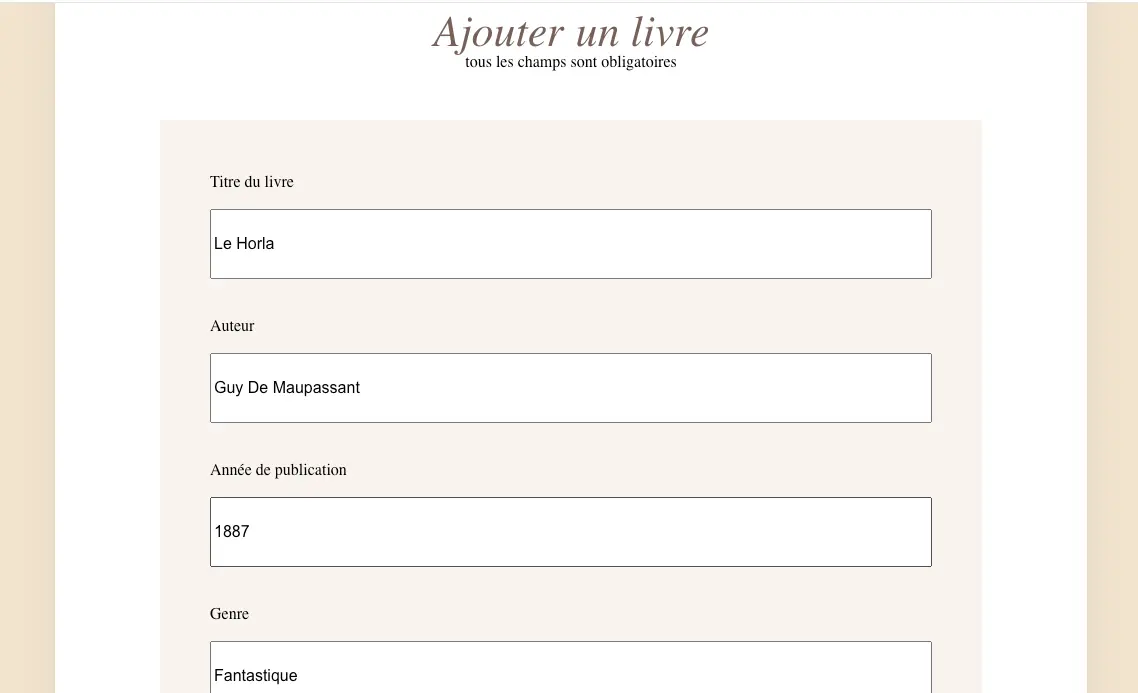 Ajouter un livre
tous les champs sont obligatoires
Titre du livre
Le Horla
Auteur
Guy De Maupassant
Année de publication
1887
Genre
Fantastique